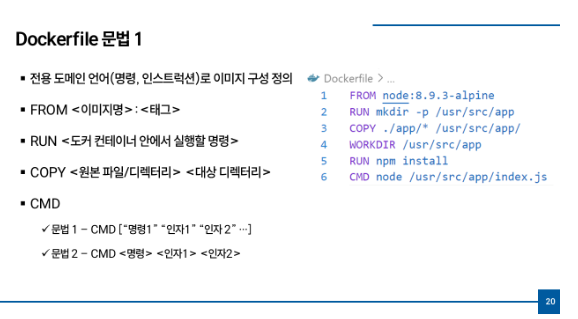 Dockerfile 문법 1
▪ 전용 도메인 언어(명령, 인스트럭션)로 이미지 구성 정의
▪ FROM <이미지명> : <태그>
▪ RUN <도커 컨테이너 안에서 실행할 명령>
▪ COPY <원본 파일/디렉터리> <대상 디렉터리>
▪ CMD
✓ 문법 1 – CMD [“명령1” “인자1” “인자 2” …]
✓ 문법 2 – CMD <명령> <인자1> <인자2>
Dockerfile > ...
1 FROM node:8.9.3-alpine
2 RUN mkdir -p /usr/src/app
3 COPY ./app/* /usr/src/app/
4 WORKDIR /usr/src/app
5 RUN npm install
6 CMD node /usr/src/app/index.js
20